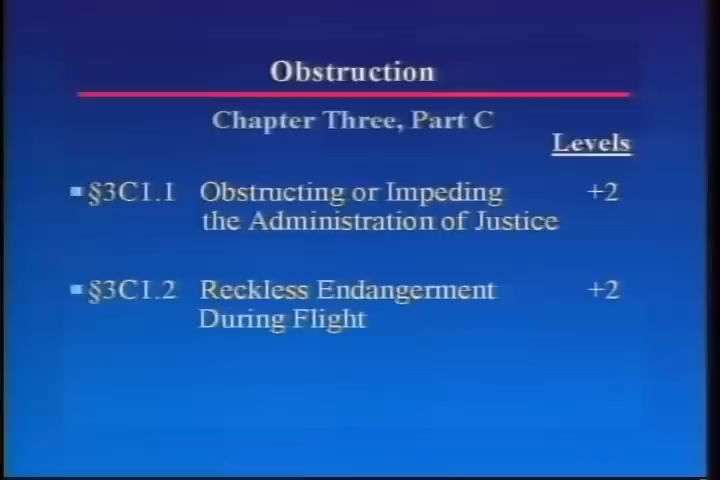 Obstruction
Chapter Three, Part C
Levels
§3C1.1 Obstructing or Impeding +2
the Administration of Justice
§3C1.2 Reckless Endangerment +2
During Flight